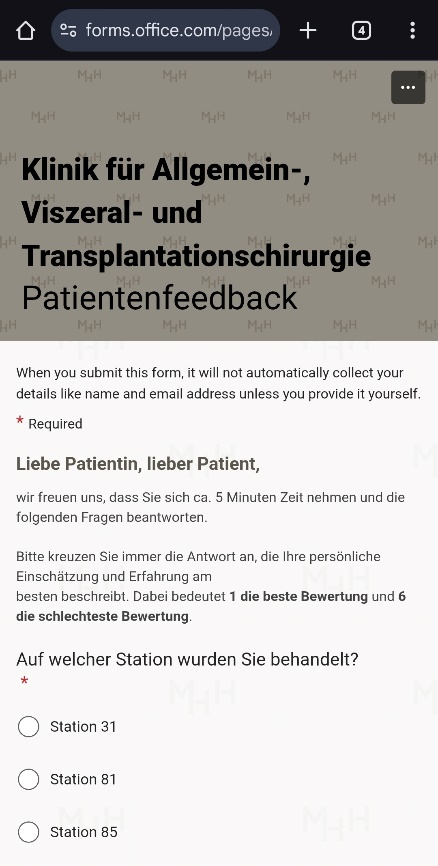 forms.office.com/pages/
4
Klinik für Allgemein-,
Viszeral- und
Transplantationschirurgie
Patientenfeedback
When you submit this form, it will not automatically collect your
details like name and email address unless you provide it yourself.
* Required
Liebe Patientin, lieber Patient,
wir freuen uns, dass Sie sich ca. 5 Minuten Zeit nehmen und die
folgenden Fragen beantworten.
Bitte kreuzen Sie immer die Antwort an, die Ihre persönliche
Einschätzung und Erfahrung am
besten beschreibt. Dabei bedeutet 1 die beste Bewertung und 6
die schlechteste Bewertung.
Auf welcher Station wurden Sie behandelt?
*
Station 31
Station 81
Station 85